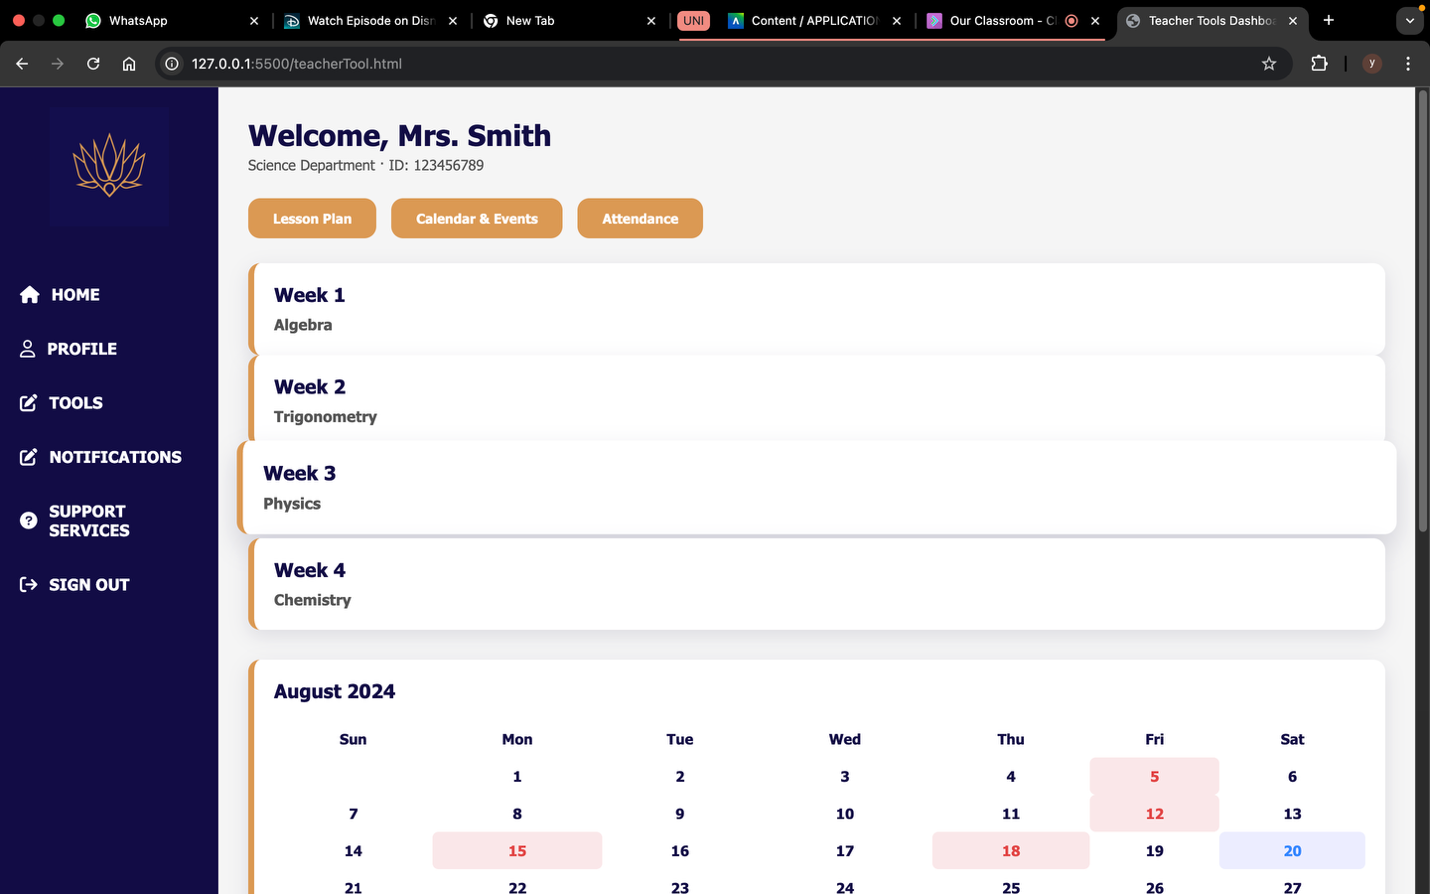 WhatsApp
Watch Episode on Disn
New Tab
UNI
Content / APPLICATION
Our Classroom - Cl
Teacher Tools Dashboa
127.0.0.1:5500/teacherTool.html
y
HOME
PROFILE
TOOLS
NOTIFICATIONS
SUPPORT
SERVICES
SIGN OUT
Welcome, Mrs. Smith
Science Department · ID: 123456789
Lesson Plan
Calendar & Events
Attendance
Week 1
Algebra
Week 2
Trigonometry
Week 3
Physics
Week 4
Chemistry
August 2024
Sun Mon Tue Wed Thu Fri Sat
1 2 3 4 5 6
7 8 9 10 11 12 13
14 15 16 17 18 19 20
21 22 23 24 25 26 27